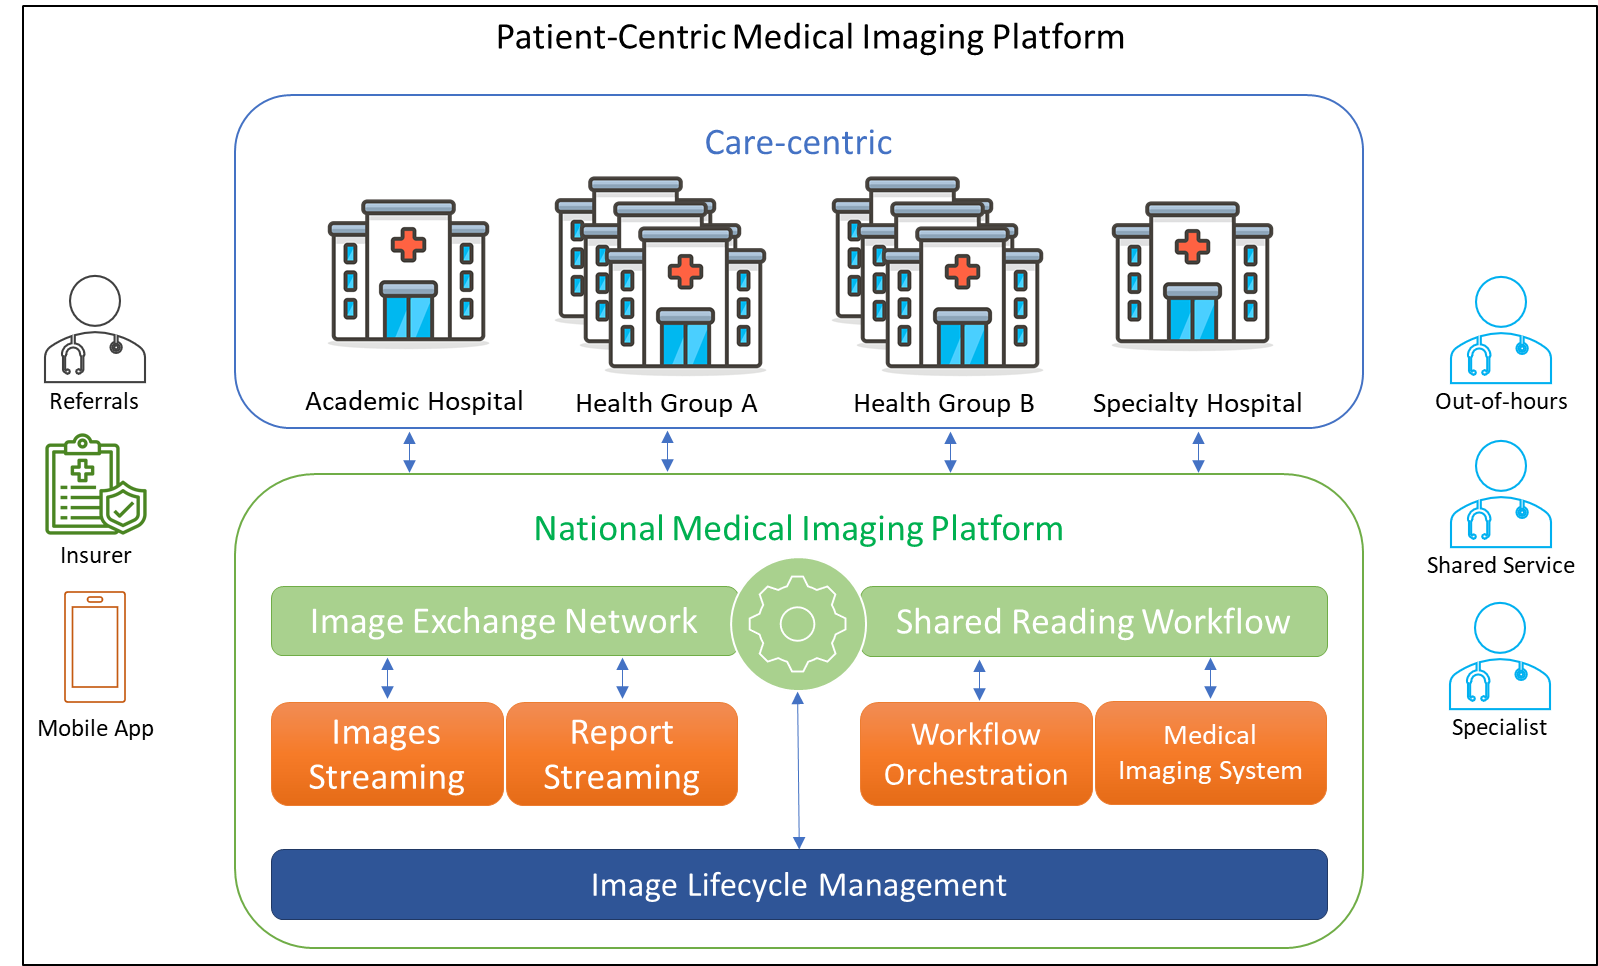 Patient-Centric Medical Imaging Platform
Care-centric
Academic Hospital
Health Group A
Health Group B
Specialty Hospital
Referrals
Insurer
Mobile App
Out-of-hours
Shared Service
Specialist
National Medical Imaging Platform
Image Exchange Network
Shared Reading Workflow
Images
Streaming
Report
Streaming
Workflow
Orchestration
Medical
Imaging System
Image Lifecycle Management